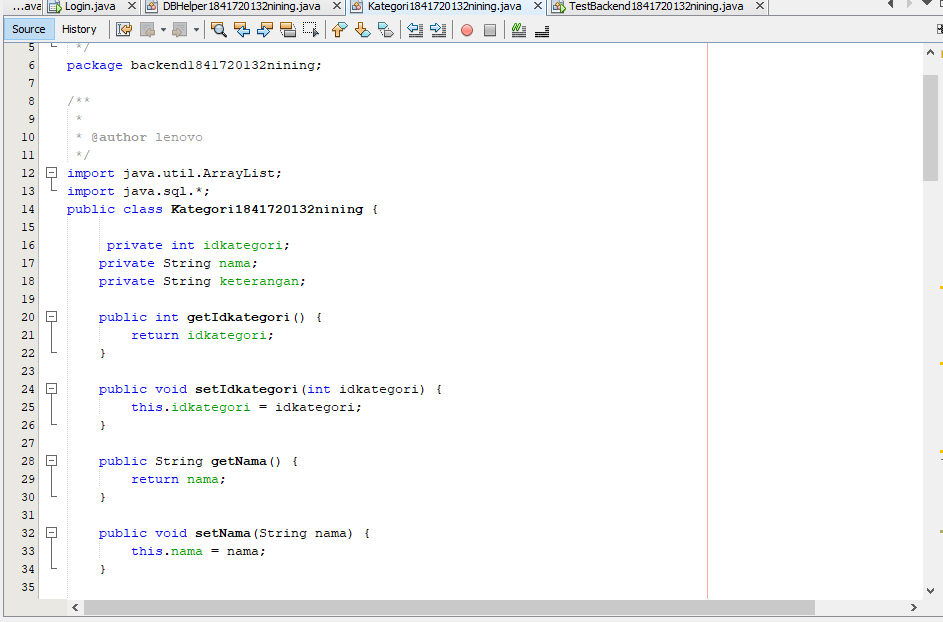 ...ava Login.java DBHelper1841720132nining.java Kategori1841720132nining.java TestBackend1841720132nining.java
Source History
5 */
6 package backend1841720132nining;
7
8 /**
9 *
10 * @author lenovo
11 */
12 import java.util.ArrayList;
13 import java.sql.*;
14 public class Kategori1841720132nining {
15
16 private int idkategori;
17 private String nama;
18 private String keterangan;
19
20 public int getIdkategori() {
21 return idkategori;
22 }
23
24 public void setIdkategori(int idkategori) {
25 this.idkategori = idkategori;
26 }
27
28 public String getNama() {
29 return nama;
30 }
31
32 public void setNama(String nama) {
33 this.nama = nama;
34 }
35